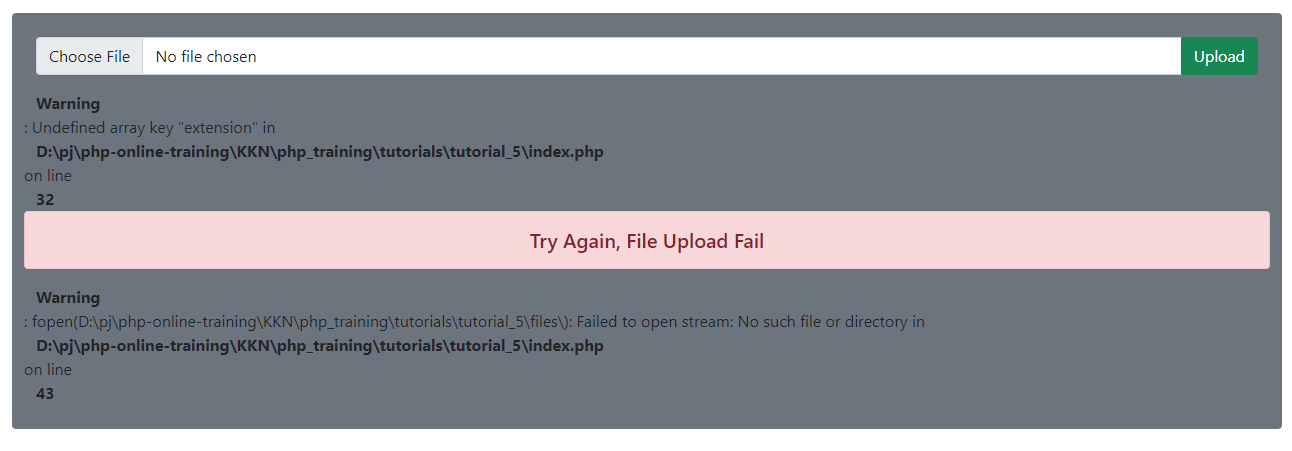 Choose File No file chosen Upload
Warning
: Undefined array key "extension" in
D:\pj\php-online-training\KKN\php_training\tutorials\tutorial_5\index.php
on line
32
Try Again, File Upload Fail
Warning
: fopen(D:\pj\php-online-training\KKN\php_training\tutorials\tutorial_5\files\): Failed to open stream: No such file or directory in
D:\pj\php-online-training\KKN\php_training\tutorials\tutorial_5\index.php
on line
43